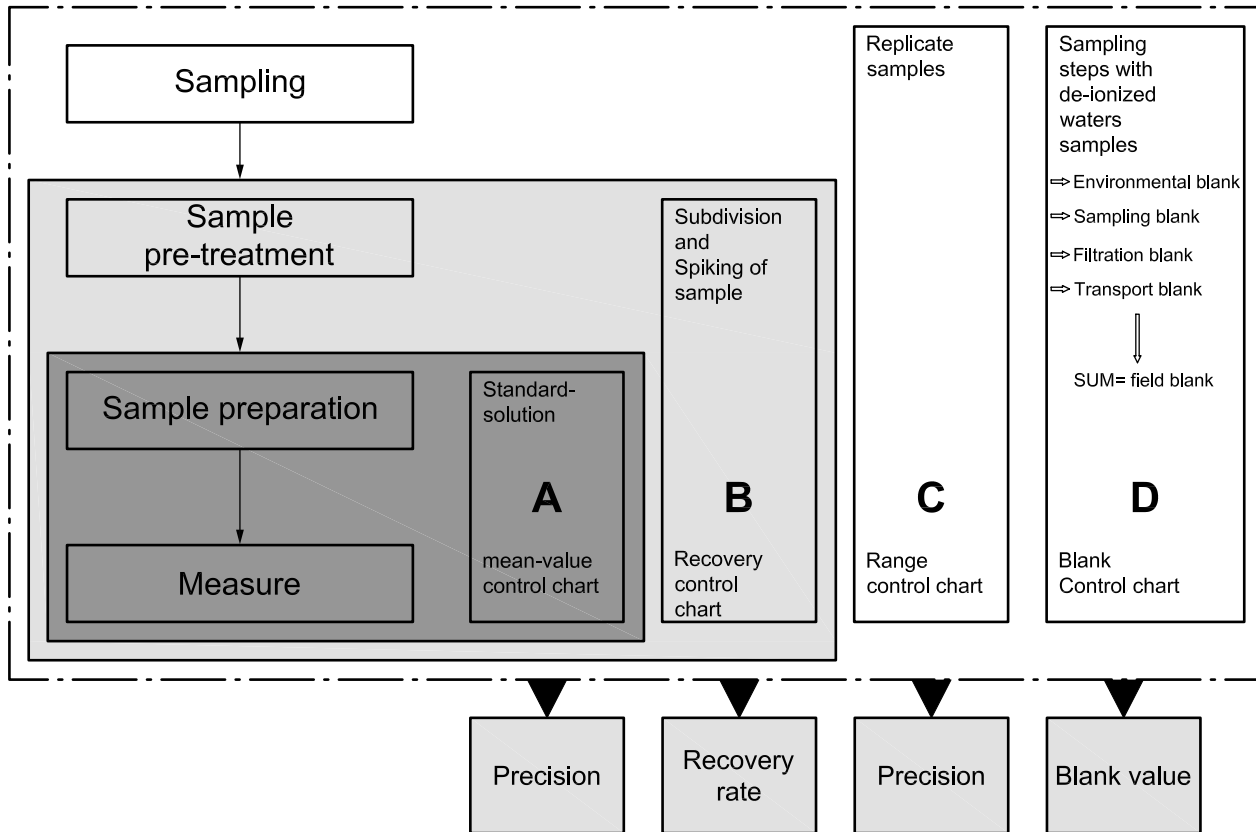 Sampling
Sample
pre-treatment
Sample preparation
Measure
Standard-
solution
A
mean-value
control chart
Subdivision
and
Spiking of
sample
B
Recovery
control
chart
Replicate
samples
C
Range
control chart
Sampling
steps with
de-ionized
waters
samples
⇒ Environmental blank
⇒ Sampling blank
⇒ Filtration blank
⇒ Transport blank
SUM= field blank
D
Blank
Control chart
Precision
Recovery
rate
Precision
Blank value